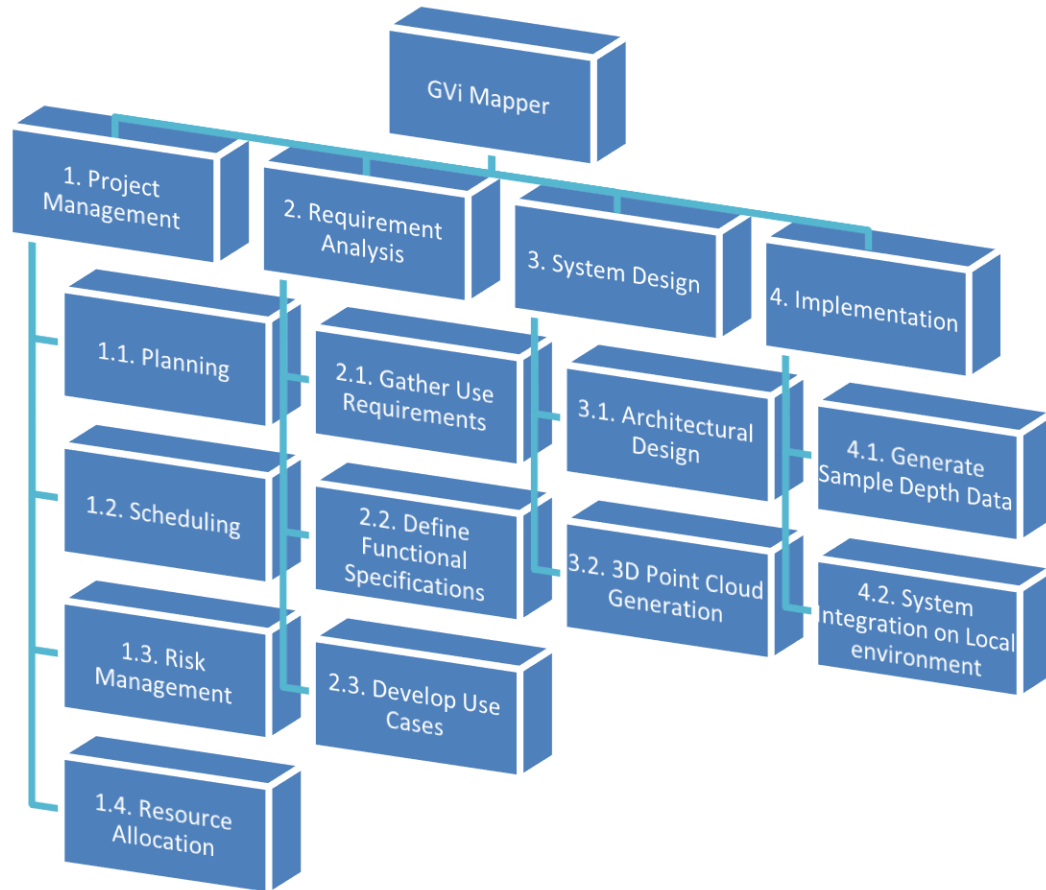 GVi Mapper
1. Project
Management
2. Requirement
Analysis
3. System Design
4. Implementation
1.1. Planning
1.2. Scheduling
1.3. Risk
Management
1.4. Resource
Allocation
2.1. Gather Use
Requirements
2.2. Define
Functional
Specifications
2.3. Develop Use
Cases
3.1. Architectural
Design
3.2. 3D Point Cloud
Generation
4.1. Generate
Sample Depth Data
4.2. System
Integration on Local
environment